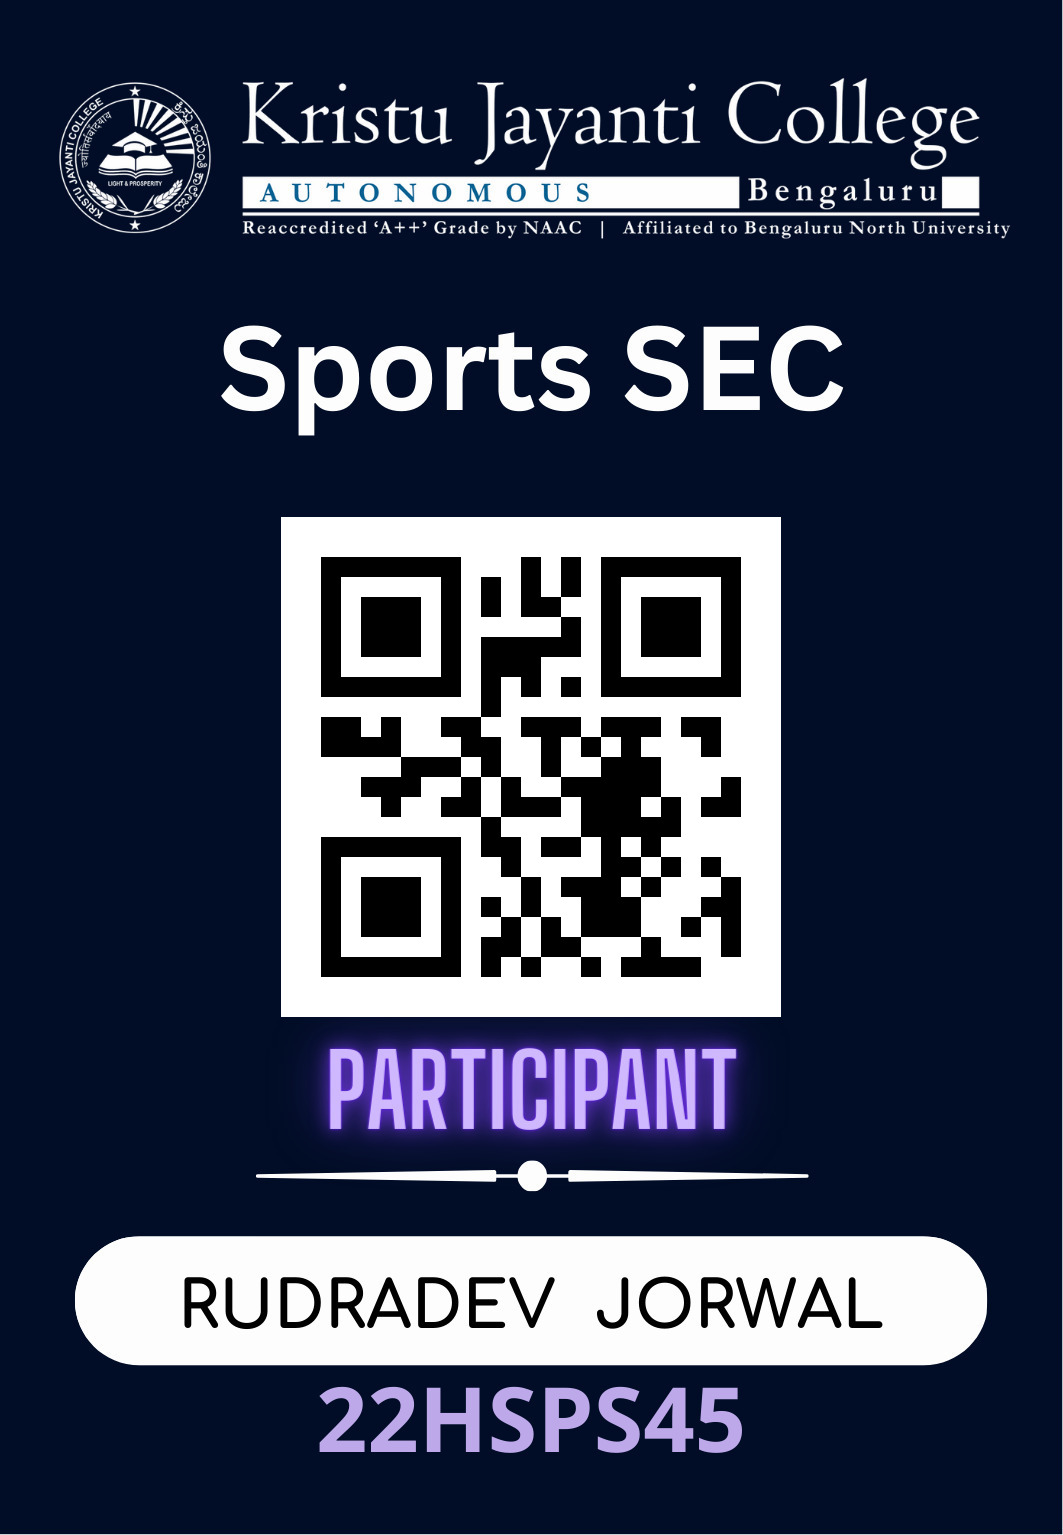 Kristu Jayanti College
AUTONOMOUS Bengaluru
Reaccredited ‘A++’ Grade by NAAC | Affiliated to Bengaluru North University
KRISTU JAYANTI COLLEGE
LIGHT & PROSPERITY
Sports SEC
PARTICIPANT
RUDRADEV JORWAL
22HSPS45